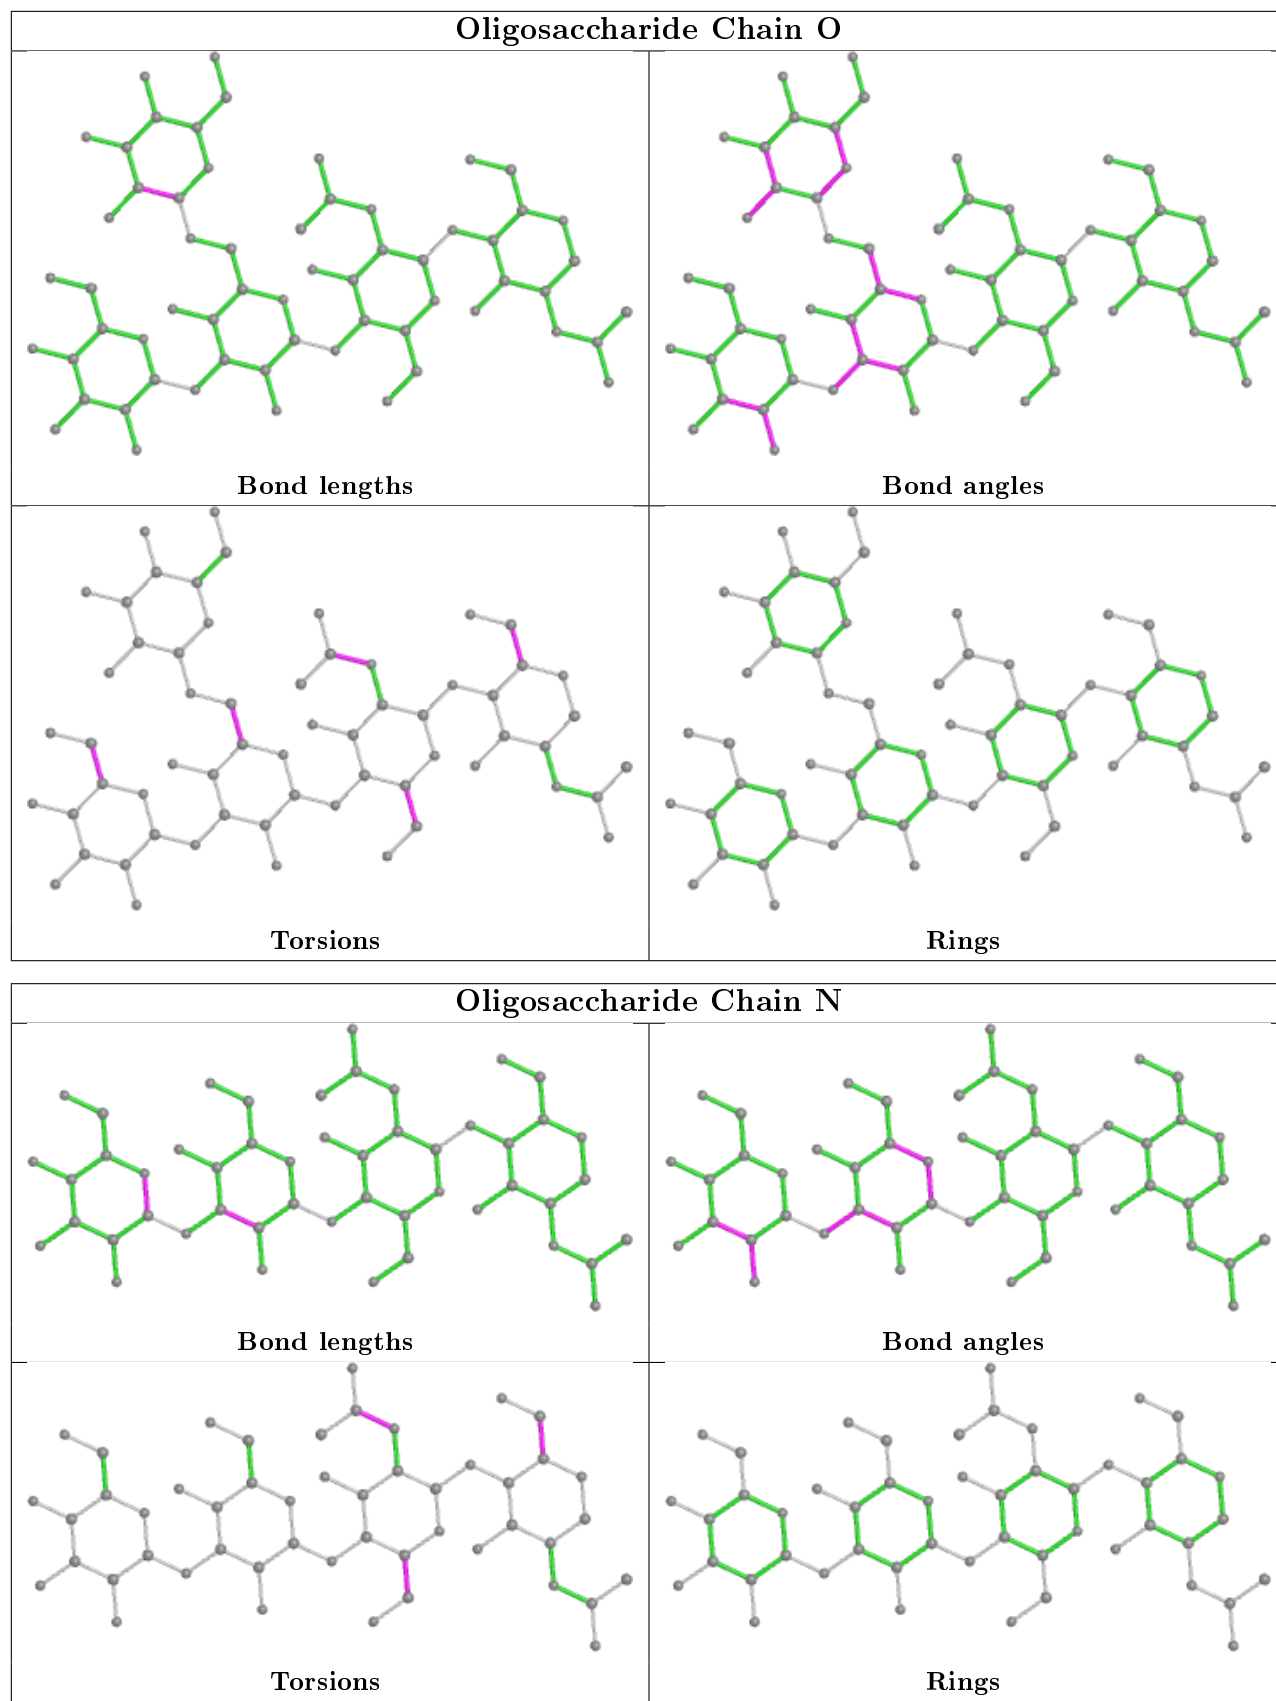 Oligosaccharide Chain O
Bond lengths
Bond angles
Torsions
Rings
Oligosaccharide Chain N
Bond lengths
Bond angles
Torsions
Rings